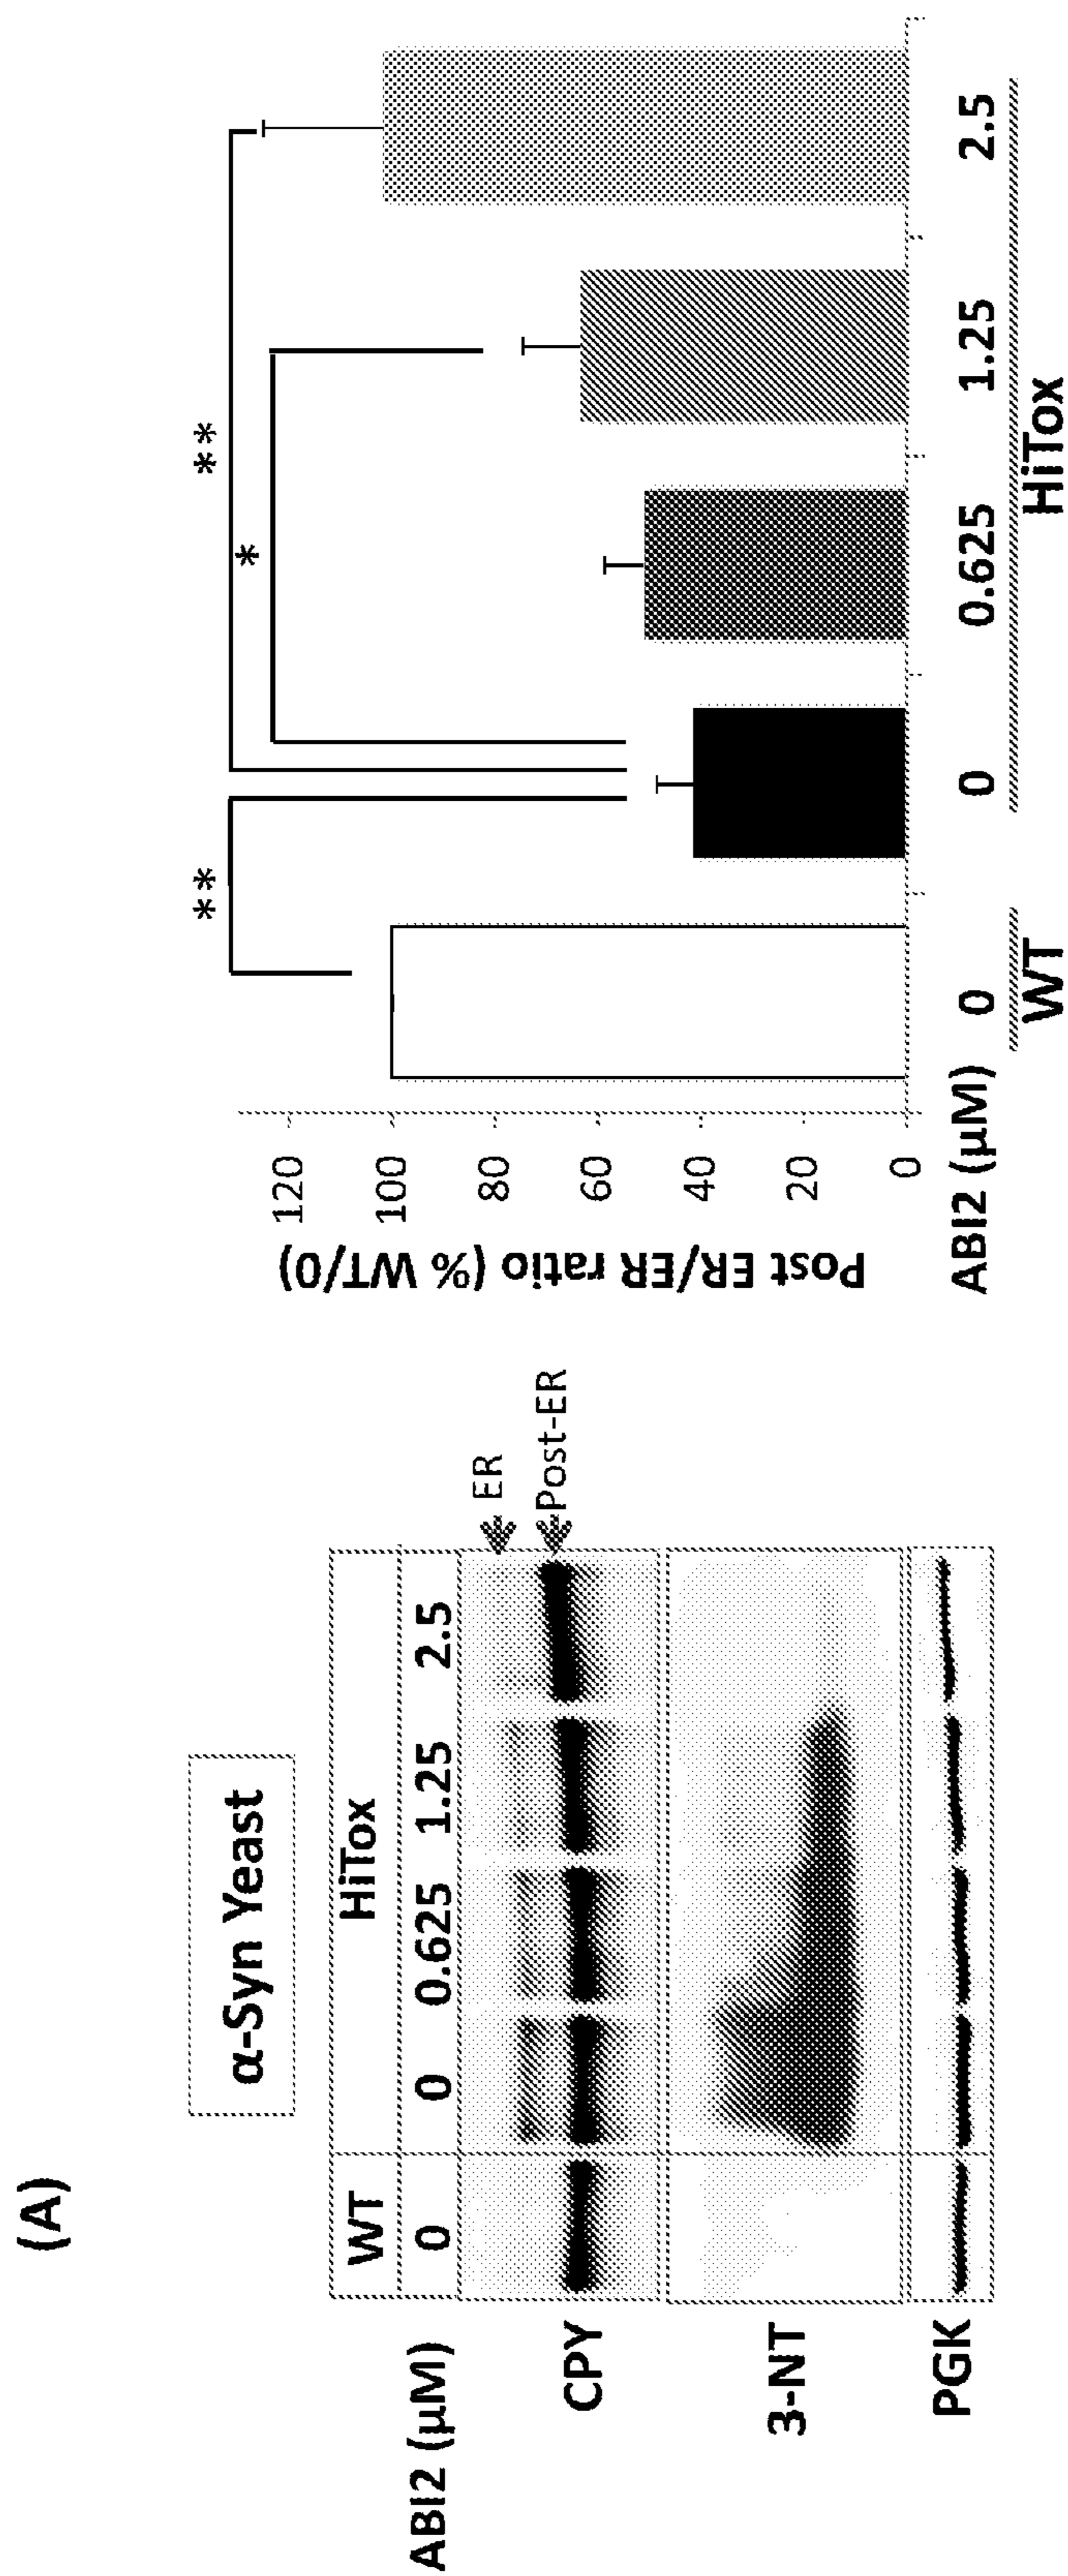 (A)
α-Syn Yeast
WT HiTox
ABI2 (μM) 0 0 0.625 1.25 2.5
CPY
ER
Post-ER
3-NT
PGK
Post ER/ER ratio (% WT/0)
120
100
80
60
40
20
0
**
**
*
ABI2 (μM) 0 0 0.625 1.25 2.5
WT HiTox